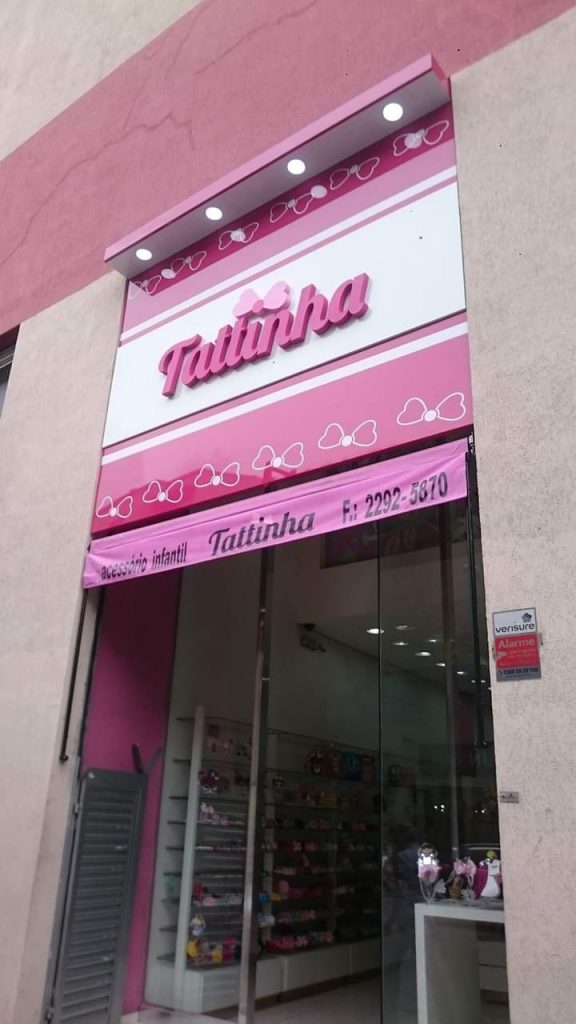 Tattinha
acessório infantil Tattinha F.: 2292-5870
verisure
Alarme